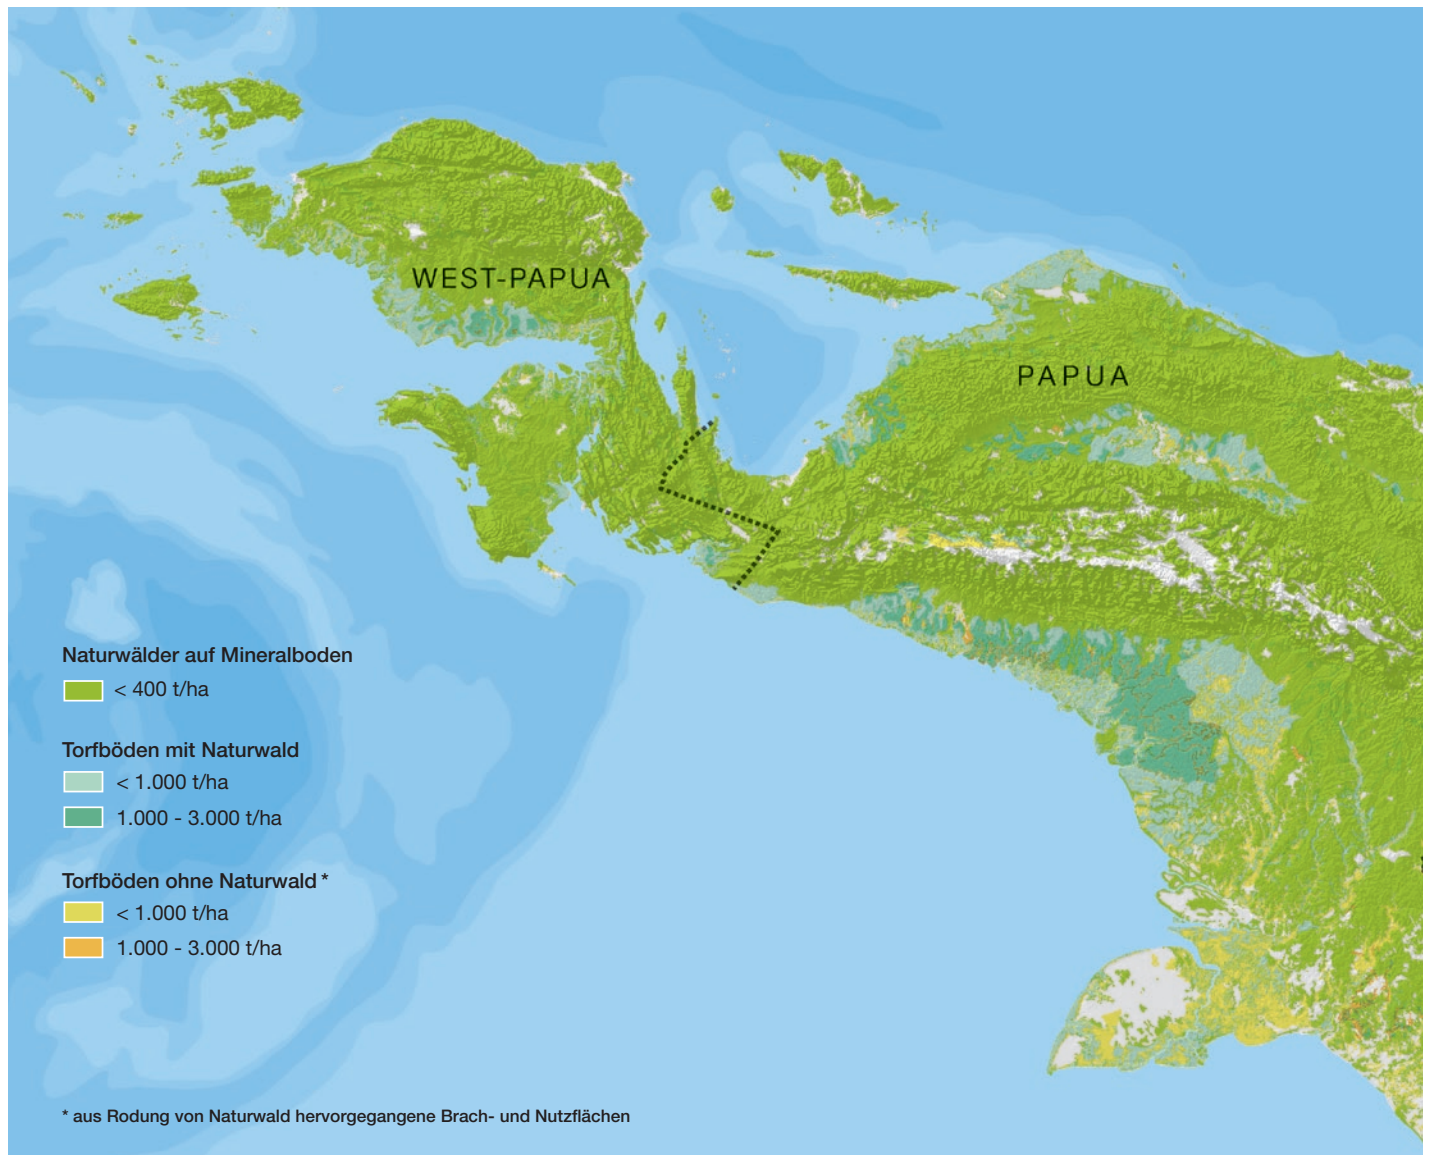 WEST-PAPUA
PAPUA
Naturwälder auf Mineralboden
< 400 t/ha
Torfböden mit Naturwald
< 1.000 t/ha
1.000 - 3.000 t/ha
Torfböden ohne Naturwald *
< 1.000 t/ha
1.000 - 3.000 t/ha
* aus Rodung von Naturwald hervorgegangene Brach- und Nutzflächen